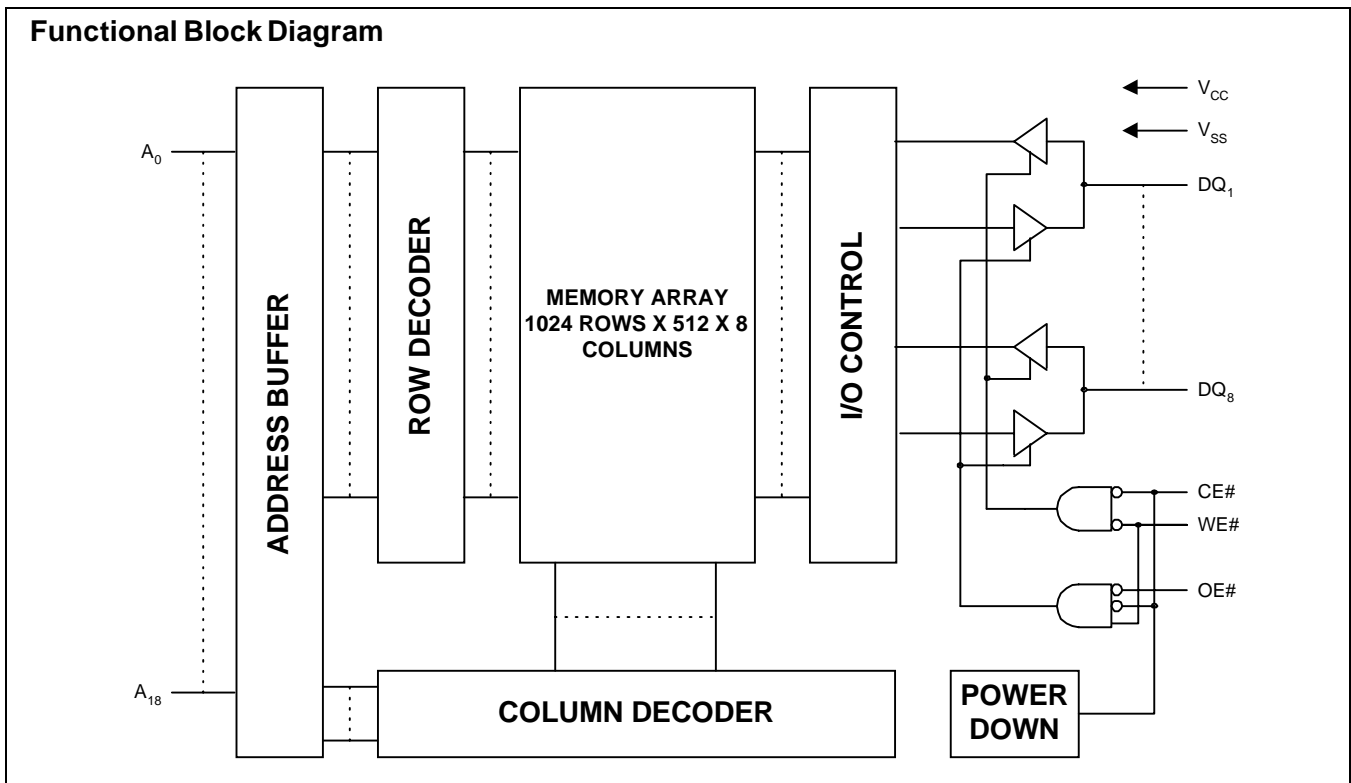 Functional Block Diagram
A0
A18
ADDRESS BUFFER
ROW DECODER
MEMORY ARRAY
1024 ROWS X 512 X 8
COLUMNS
I/O CONTROL
COLUMN DECODER
VCC
VSS
DQ1
DQ8
CE#
WE#
OE#
POWER
DOWN